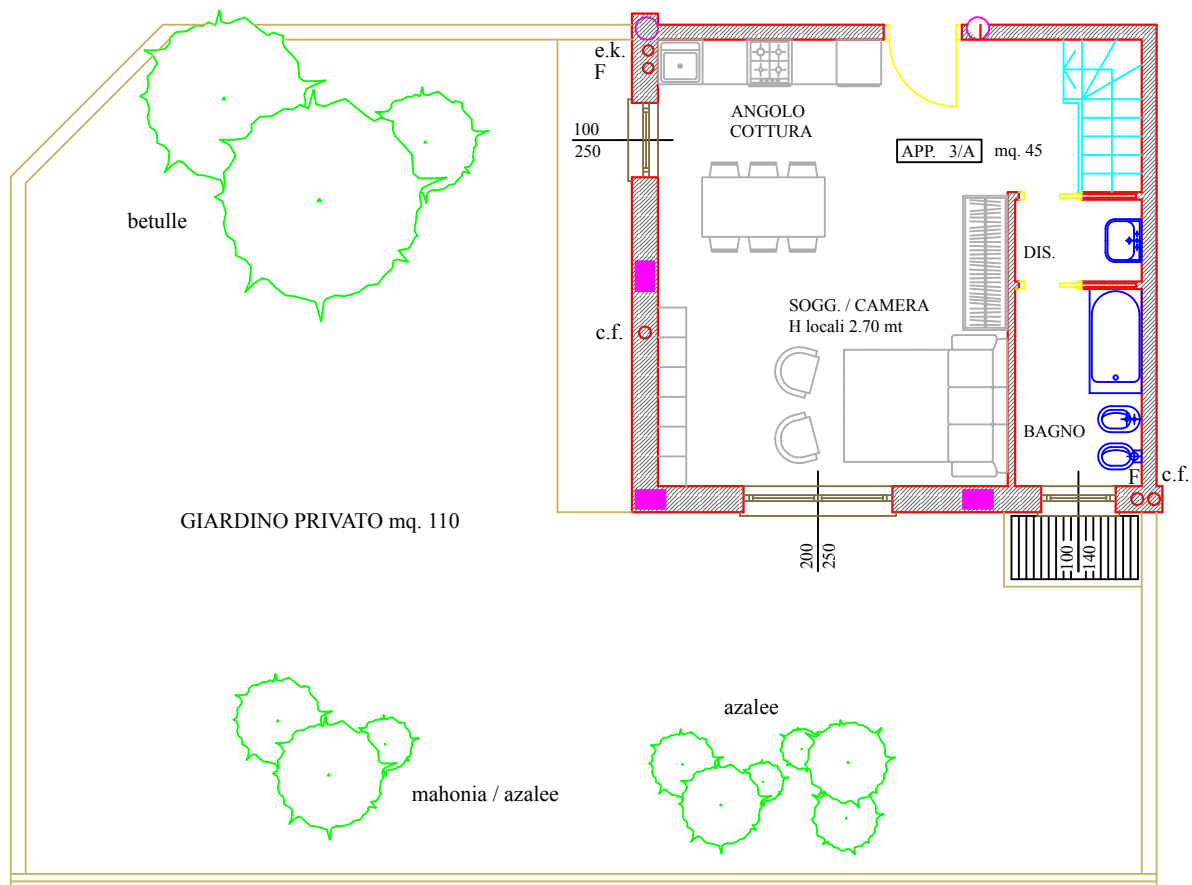 e.k.
F
ANGOLO
COTTURA
100
250
APP. 3/A mq. 45
betulle
DIS.
SOGG. / CAMERA
H locali 2.70 mt
c.f.
BAGNO
F
c.f.
GIARDINO PRIVATO mq. 110
200
250
100
140
azalee
mahonia / azalee